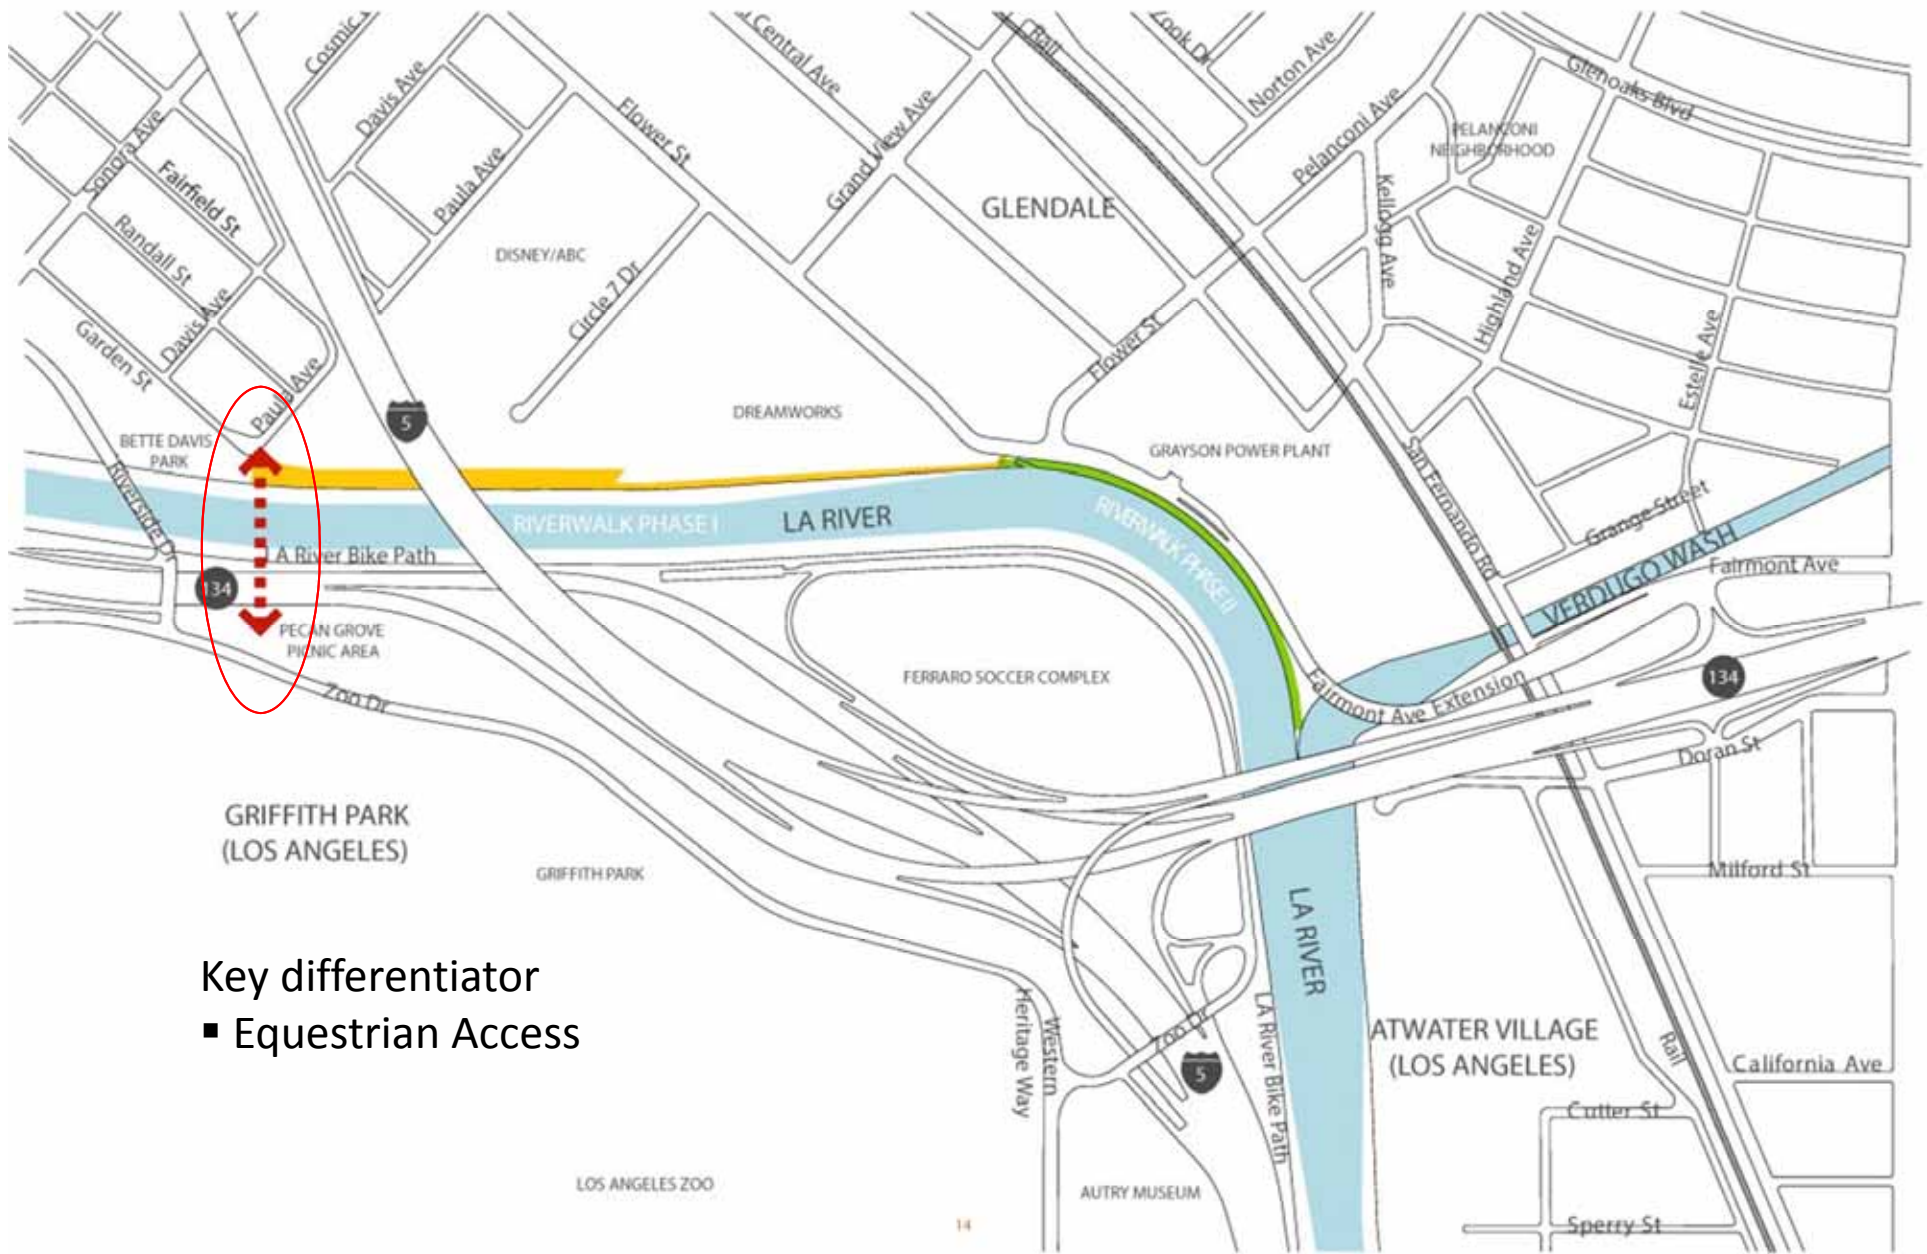 Cosmic
Central Ave
Rail
Zook Dr
Norton Ave
Glenoaks Blvd
Davis Ave
Flower St
Grand View Ave
Pelanconi Ave
PELANCONI
NEIGHBORHOOD
Sonora Ave
Fairfield St
Paula Ave
GLENDALE
Kellogg Ave
Randall St
DISNEY/ABC
Circle 7 Dr
Highland Ave
Davis Ave
Garden St
Flower St
Estelle Ave
Paula Ave
5
DREAMWORKS
BETTE DAVIS
PARK
GRAYSON POWER PLANT
San Fernando Rd
Riverside Dr
RIVERWALK PHASE I
LA RIVER
RIVERWALK PHASE II
Grange Street
VERDUGO WASH
Fairmont Ave
LA River Bike Path
134
PECAN GROVE
PICNIC AREA
FERRARO SOCCER COMPLEX
Fairmont Ave Extension
134
Zoo Dr
Doran St
GRIFFITH PARK
(LOS ANGELES)
GRIFFITH PARK
Milford St
LA RIVER
Key differentiator
▪ Equestrian Access
Western
Heritage Way
Zoo Dr
5
LA River Bike Path
ATWATER VILLAGE
(LOS ANGELES)
Rail
California Ave
Cutter St
LOS ANGELES ZOO
AUTRY MUSEUM
14
Sperry St